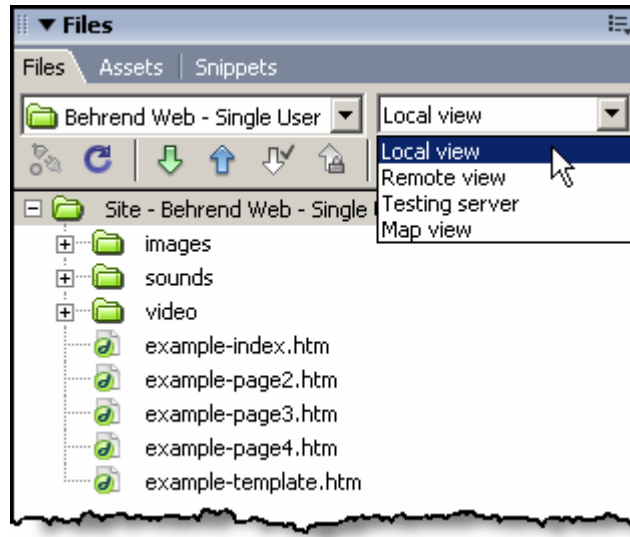 Files
Files Assets Snippets
Behrend Web - Single User Local view
Local view
Remote view
Testing server
Map view
Site - Behrend Web - Single
images
sounds
video
example-index.htm
example-page2.htm
example-page3.htm
example-page4.htm
example-template.htm